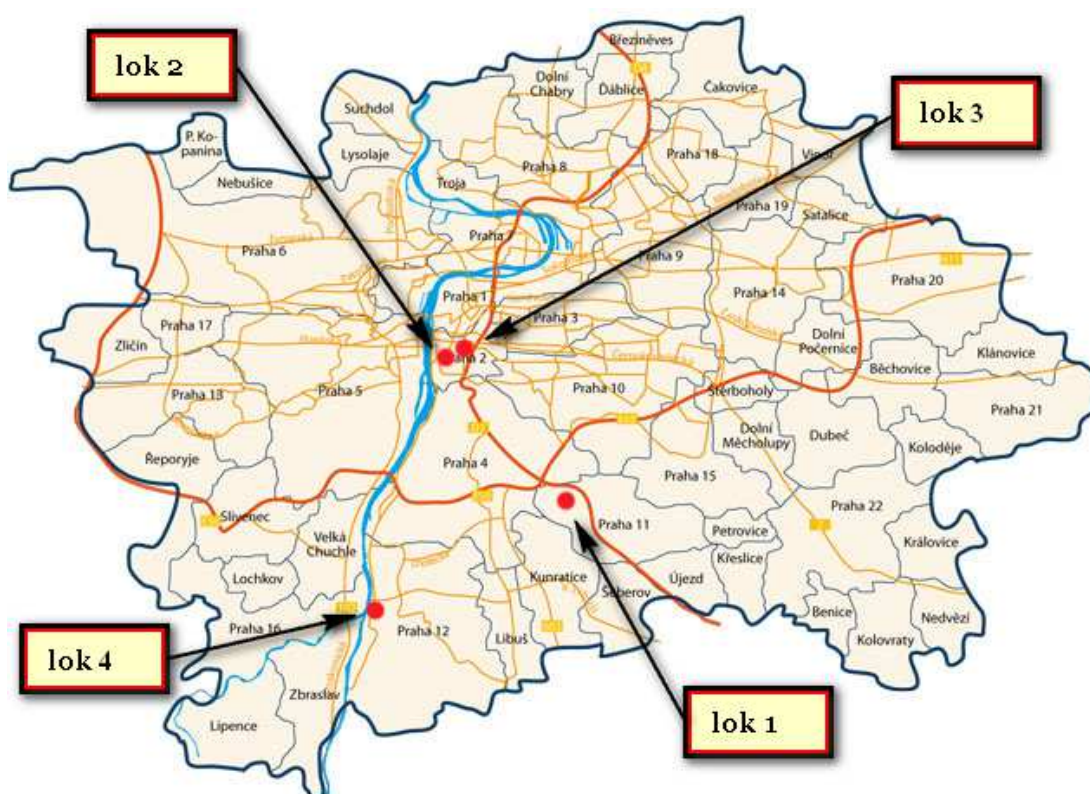 lok 2
lok 3
Březiněves
Dolní
Chabry
Ďáblice
Čakovice
Suchdol
P. Ko-
panina
Lysolaje
Praha 8
Praha 18
Vinoř
Nebušice
Troja
Praha 19
Satalice
Praha 6
Praha 7
Praha 9
Praha 20
Praha 1
Praha 14
Praha 17
Praha 3
Dolní
Počernice
Zličín
Klánovice
Praha 2
Běchovice
Praha 13
Praha 5
Praha 10
Štěrboholy
Praha 21
Dolní
Měcholupy
Dubeč
Koloděje
Řeporyje
Praha 4
Praha 15
Praha 22
Slivenec
Praha 11
Petrovice
Velká
Chuchle
Královice
Křeslice
Lochkov
Kunratice
Šeberov
Újezd
Praha 16
Praha 12
Libuš
Benice
Nedvězí
Kolovraty
lok 4
Zbraslav
Lipence
lok 1